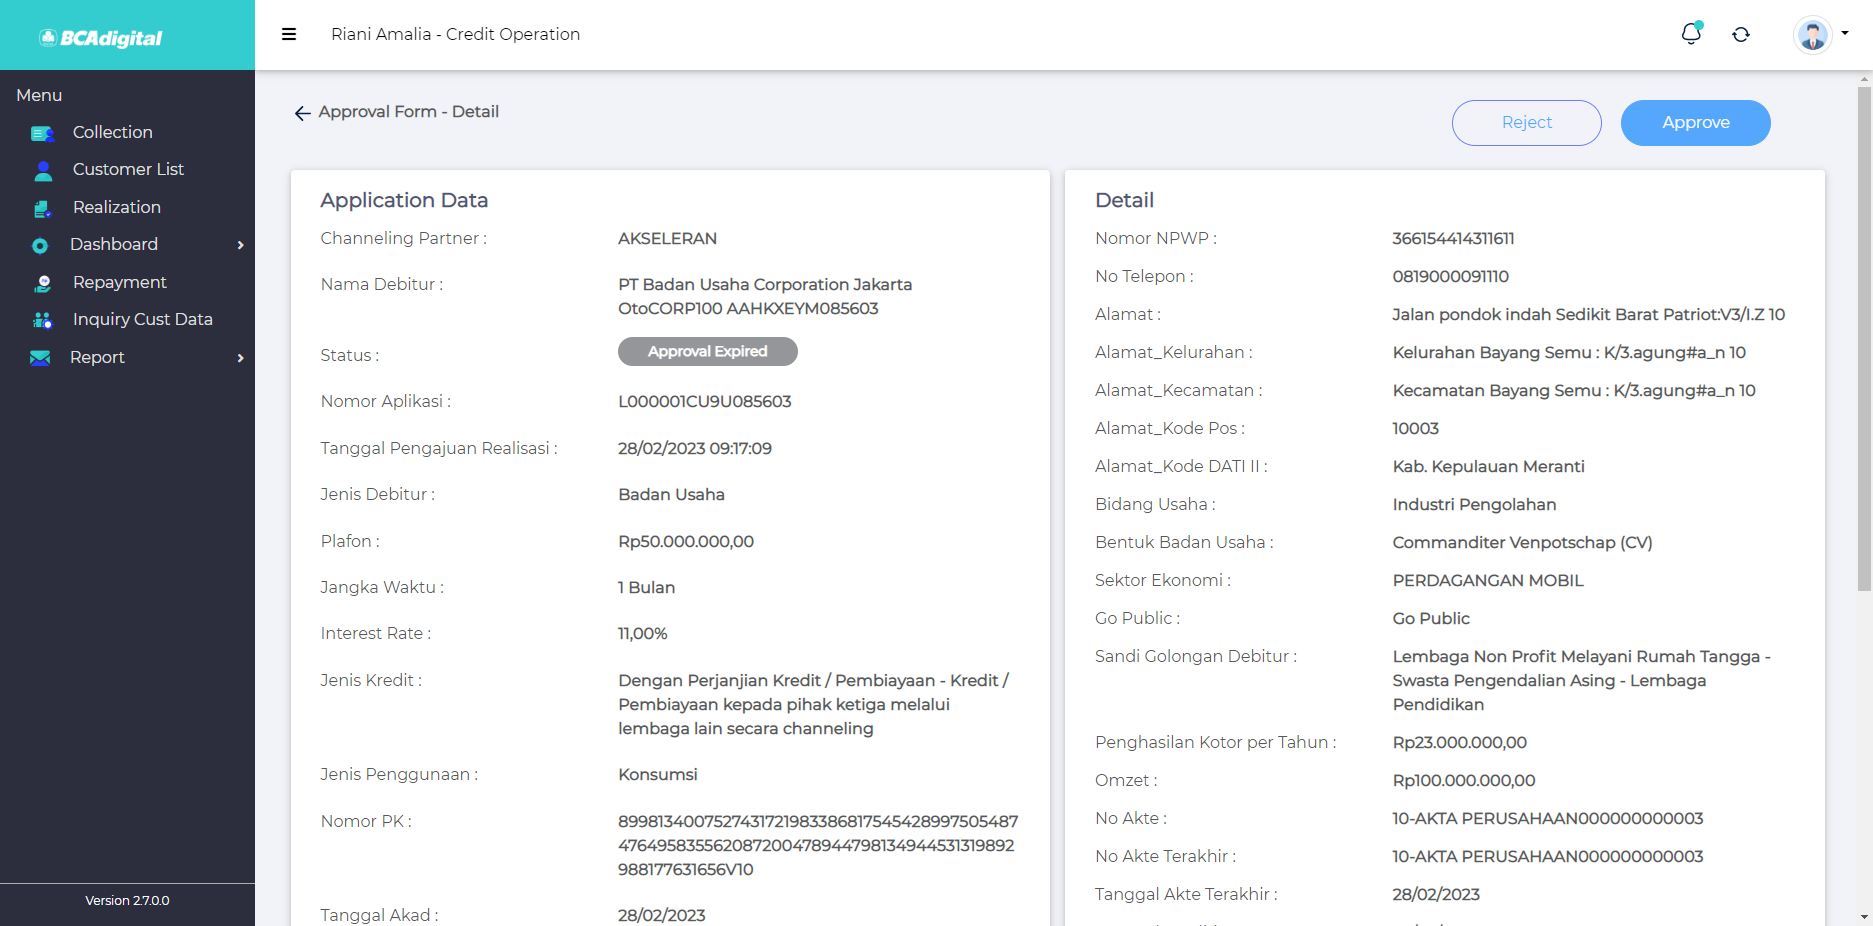 BCAdigital
Riani Amalia - Credit Operation
Menu
Collection
Customer List
Realization
Dashboard
Repayment
Inquiry Cust Data
Report
Version 2.7.0.0
Approval Form - Detail
Reject
Approve
Application Data
Channeling Partner : AKSELERAN
Nama Debitur : PT Badan Usaha Corporation Jakarta
OtoCORP100 AAHKXEYM085603
Status : Approval Expired
Nomor Aplikasi : L000001CU9U085603
Tanggal Pengajuan Realisasi : 28/02/2023 09:17:09
Jenis Debitur : Badan Usaha
Plafon : Rp50.000.000,00
Jangka Waktu : 1 Bulan
Interest Rate : 11,00%
Jenis Kredit : Dengan Perjanjian Kredit / Pembiayaan - Kredit /
Pembiayaan kepada pihak ketiga melalui
lembaga lain secara channeling
Jenis Penggunaan : Konsumsi
Nomor PK : 89981340075274317219833868175454289975054​87
47649583556208720047894479813494453131989​2
988177631656V10
Tanggal Akad : 28/02/2023
Detail
Nomor NPWP : 366154414311611
No Telepon : 0819000091110
Alamat : Jalan pondok indah Sedikit Barat Patriot:V3/I.Z 10
Alamat_Kelurahan : Kelurahan Bayang Semu : K/3.agung#a_n 10
Alamat_Kecamatan : Kecamatan Bayang Semu : K/3.agung#a_n 10
Alamat_Kode Pos : 10003
Alamat_Kode DATI II : Kab. Kepulauan Meranti
Bidang Usaha : Industri Pengolahan
Bentuk Badan Usaha : Commanditer Venpotschap (CV)
Sektor Ekonomi : PERDAGANGAN MOBIL
Go Public : Go Public
Sandi Golongan Debitur : Lembaga Non Profit Melayani Rumah Tangga -
Swasta Pengendalian Asing - Lembaga
Pendidikan
Penghasilan Kotor per Tahun : Rp23.000.000,00
Omzet : Rp100.000.000,00
No Akte : 10-AKTA PERUSAHAAN000000000003
No Akte Terakhir : 10-AKTA PERUSAHAAN000000000003
Tanggal Akte Terakhir : 28/02/2023